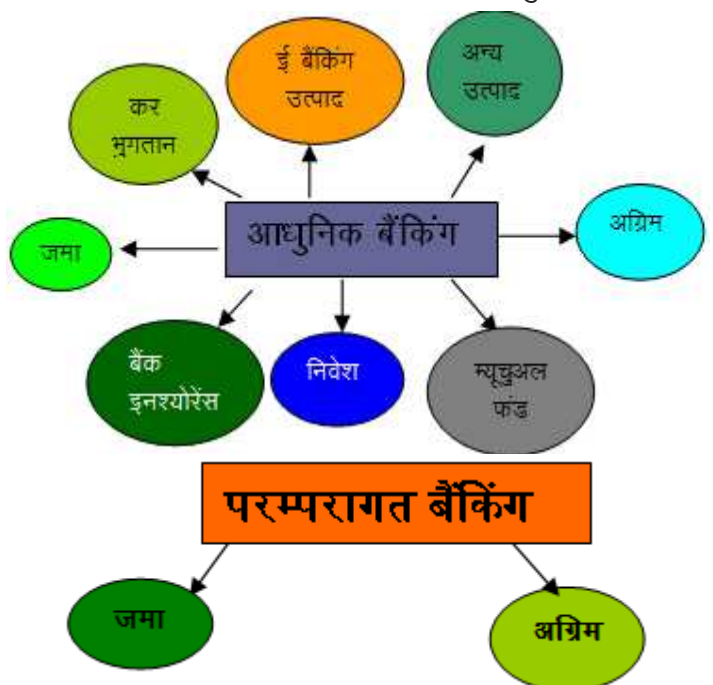 ई बैंकिंग
उत्पाद
अन्य
उत्पाद
कर
भुगतान
आधुनिक बैंकिंग
अग्रिम
जमा
बैंक
इनश्योरेंस
निवेश
म्यूचुअल
फंड
परम्परागत बैंकिंग
जमा
अग्रिम